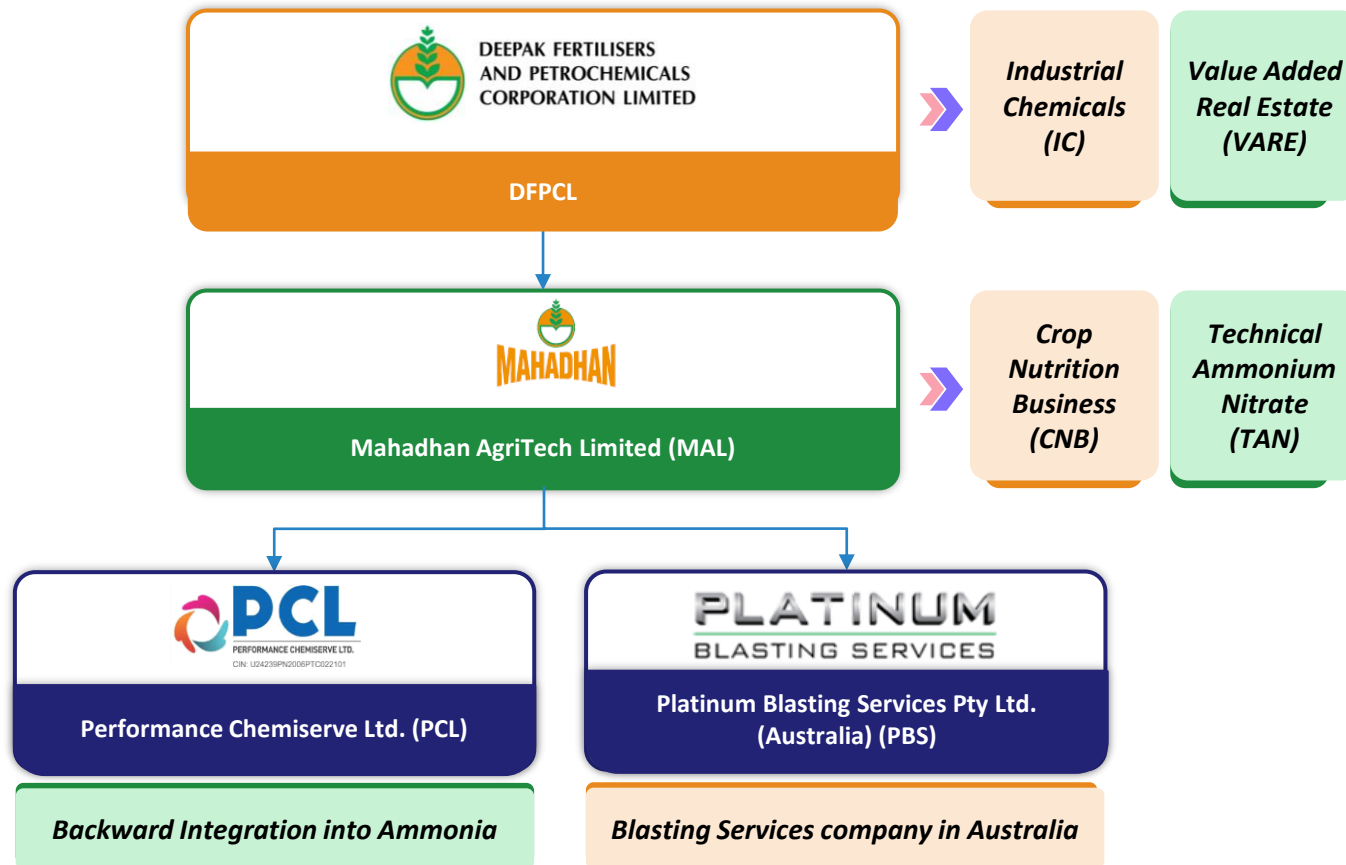 DEEPAK FERTILISERS
AND PETROCHEMICALS
CORPORATION LIMITED
DFPCL
Industrial
Chemicals
(IC)
Value Added
Real Estate
(VARE)
MAHADHAN
Mahadhan AgriTech Limited (MAL)
Crop
Nutrition
Business
(CNB)
Technical
Ammonium
Nitrate
(TAN)
PCL
PERFORMANCE CHEMISERVE LTD.
CIN: U24239PN2006PTC022101
Performance Chemiserve Ltd. (PCL)
Backward Integration into Ammonia
PLATINUM
BLASTING SERVICES
Platinum Blasting Services Pty Ltd.
(Australia) (PBS)
Blasting Services company in Australia